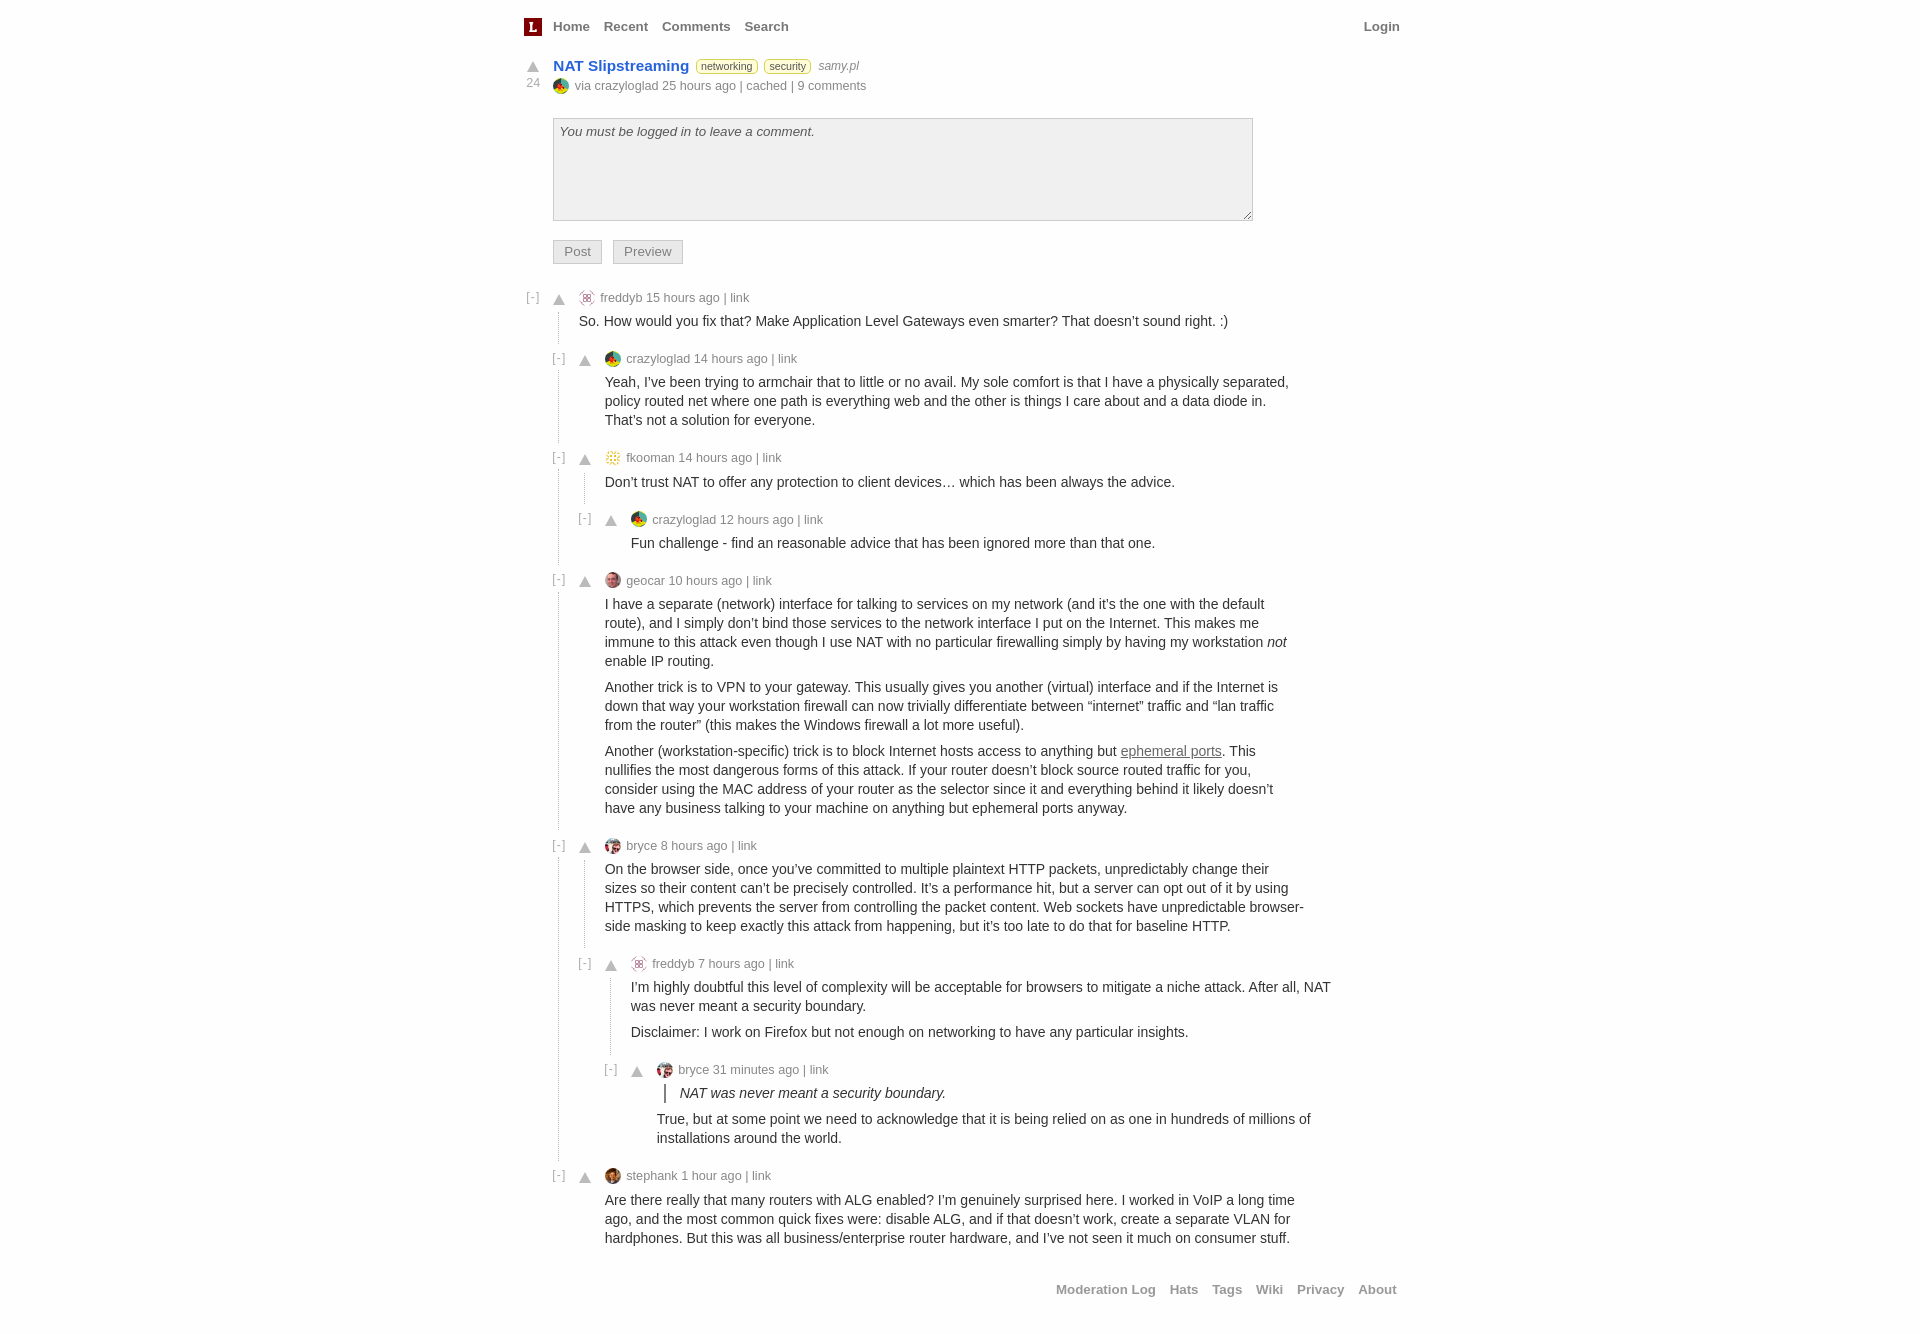 L Home Recent Comments Search Login
NAT Slipstreaming networking security samy.pl
24
via crazyloglad 25 hours ago | cached | 9 comments
You must be logged in to leave a comment.
Post Preview
[-] freddyb 15 hours ago | link
So. How would you fix that? Make Application Level Gateways even smarter? That doesn’t sound right. :)
[-] crazyloglad 14 hours ago | link
Yeah, I’ve been trying to armchair that to little or no avail. My sole comfort is that I have a physically separated,
policy routed net where one path is everything web and the other is things I care about and a data diode in.
That’s not a solution for everyone.
[-] fkooman 14 hours ago | link
Don’t trust NAT to offer any protection to client devices… which has been always the advice.
[-] crazyloglad 12 hours ago | link
Fun challenge - find an reasonable advice that has been ignored more than that one.
[-] geocar 10 hours ago | link
I have a separate (network) interface for talking to services on my network (and it’s the one with the default
route), and I simply don’t bind those services to the network interface I put on the Internet. This makes me
immune to this attack even though I use NAT with no particular firewalling simply by having my workstation not
enable IP routing.
Another trick is to VPN to your gateway. This usually gives you another (virtual) interface and if the Internet is
down that way your workstation firewall can now trivially differentiate between “internet” traffic and “lan traffic
from the router” (this makes the Windows firewall a lot more useful).
Another (workstation-specific) trick is to block Internet hosts access to anything but ephemeral ports. This
nullifies the most dangerous forms of this attack. If your router doesn’t block source routed traffic for you,
consider using the MAC address of your router as the selector since it and everything behind it likely doesn’t
have any business talking to your machine on anything but ephemeral ports anyway.
[-] bryce 8 hours ago | link
On the browser side, once you’ve committed to multiple plaintext HTTP packets, unpredictably change their
sizes so their content can’t be precisely controlled. It’s a performance hit, but a server can opt out of it by using
HTTPS, which prevents the server from controlling the packet content. Web sockets have unpredictable browser-
side masking to keep exactly this attack from happening, but it’s too late to do that for baseline HTTP.
[-] freddyb 7 hours ago | link
I’m highly doubtful this level of complexity will be acceptable for browsers to mitigate a niche attack. After all, NAT
was never meant a security boundary.
Disclaimer: I work on Firefox but not enough on networking to have any particular insights.
[-] bryce 31 minutes ago | link
NAT was never meant a security boundary.
True, but at some point we need to acknowledge that it is being relied on as one in hundreds of millions of
installations around the world.
[-] stephank 1 hour ago | link
Are there really that many routers with ALG enabled? I’m genuinely surprised here. I worked in VoIP a long time
ago, and the most common quick fixes were: disable ALG, and if that doesn’t work, create a separate VLAN for
hardphones. But this was all business/enterprise router hardware, and I’ve not seen it much on consumer stuff.
Moderation Log Hats Tags Wiki Privacy About